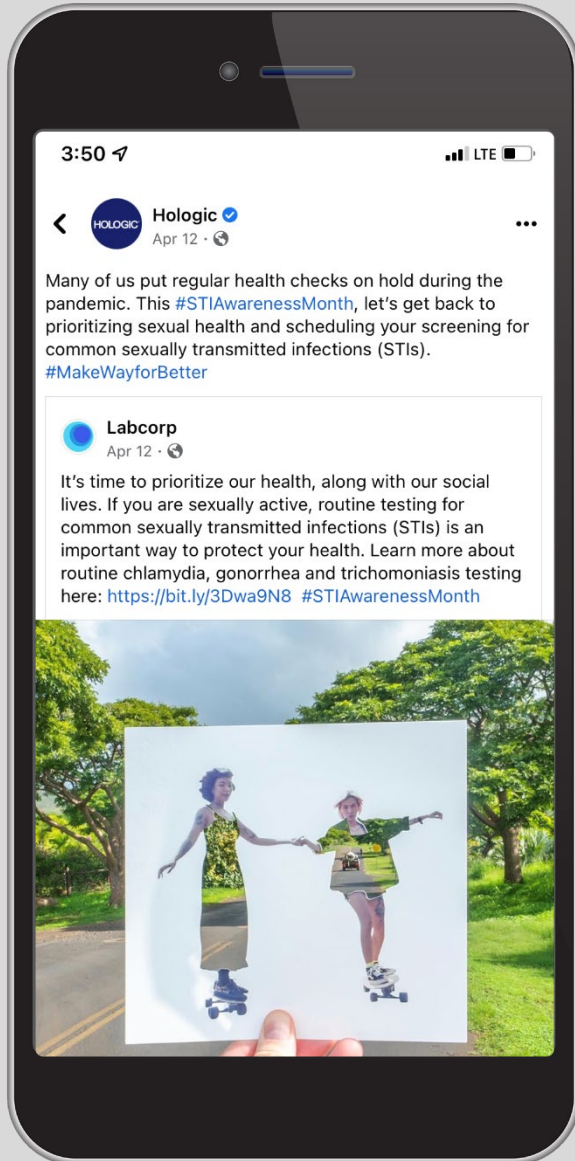 3:50
LTE
HOLOGIC
Hologic
Apr 12 ·
Many of us put regular health checks on hold during the
pandemic. This #STIAwarenessMonth, let’s get back to
prioritizing sexual health and scheduling your screening for
common sexually transmitted infections (STIs).
#MakeWayforBetter
Labcorp
Apr 12 ·
It’s time to prioritize our health, along with our social
lives. If you are sexually active, routine testing for
common sexually transmitted infections (STIs) is an
important way to protect your health. Learn more about
routine chlamydia, gonorrhea and trichomoniasis testing
here: https://bit.ly/3Dwa9N8 #STIAwarenessMonth